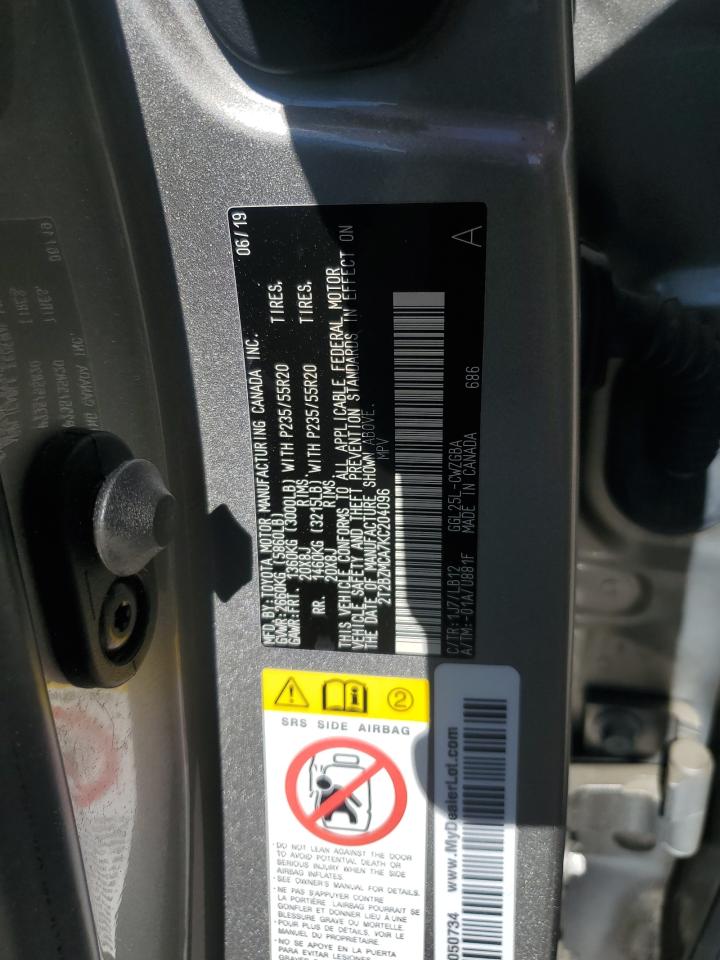 MFD.BY:TOYOTA MOTOR MANUFACTURING CANADA INC. 06/19
GVWR:2660KG (5860LB)
GAWR:FRT. 1360KG (3000LB) WITH P235/55R20 TIRES.
20X8J RIMS.
RR. 1460KG (3215LB) WITH P235/55R20 TIRES.
20X8J RIMS.
THIS VEHICLE CONFORMS TO ALL APPLICABLE FEDERAL MOTOR
VEHICLE SAFETY AND THEFT PREVENTION STANDARDS IN EFFECT ON
THE DATE OF MANUFACTURE SHOWN ABOVE.
2T2BZMCA7KC204096 MPV
C/TR:1J7/LB12 GGL25L-CWZGBA
A/TM:-01A/U881F MADE IN CANADA 686
A
2
SRS SIDE AIRBAG
· DO NOT LEAN AGAINST THE DOOR
TO AVOID POTENTIAL DEATH OR
SERIOUS INJURY WHEN THE SIDE
AIRBAG INFLATES.
· SEE OWNER'S MANUAL FOR DETAILS.
· NE PAS S'APPUYER CONTRE
LA PORTIÈRE. L'AIRBAG POURRAIT SE
GONFLER ET DONNER LIEU À UNE
BLESSURE GRAVE OU MORTELLE.
· POUR PLUS DE DÉTAILS, VOIR LE
MANUEL DU PROPRIETAIRE.
· NO SE APOYE EN LA PUERTA
www.MyDealerLot.com
050734